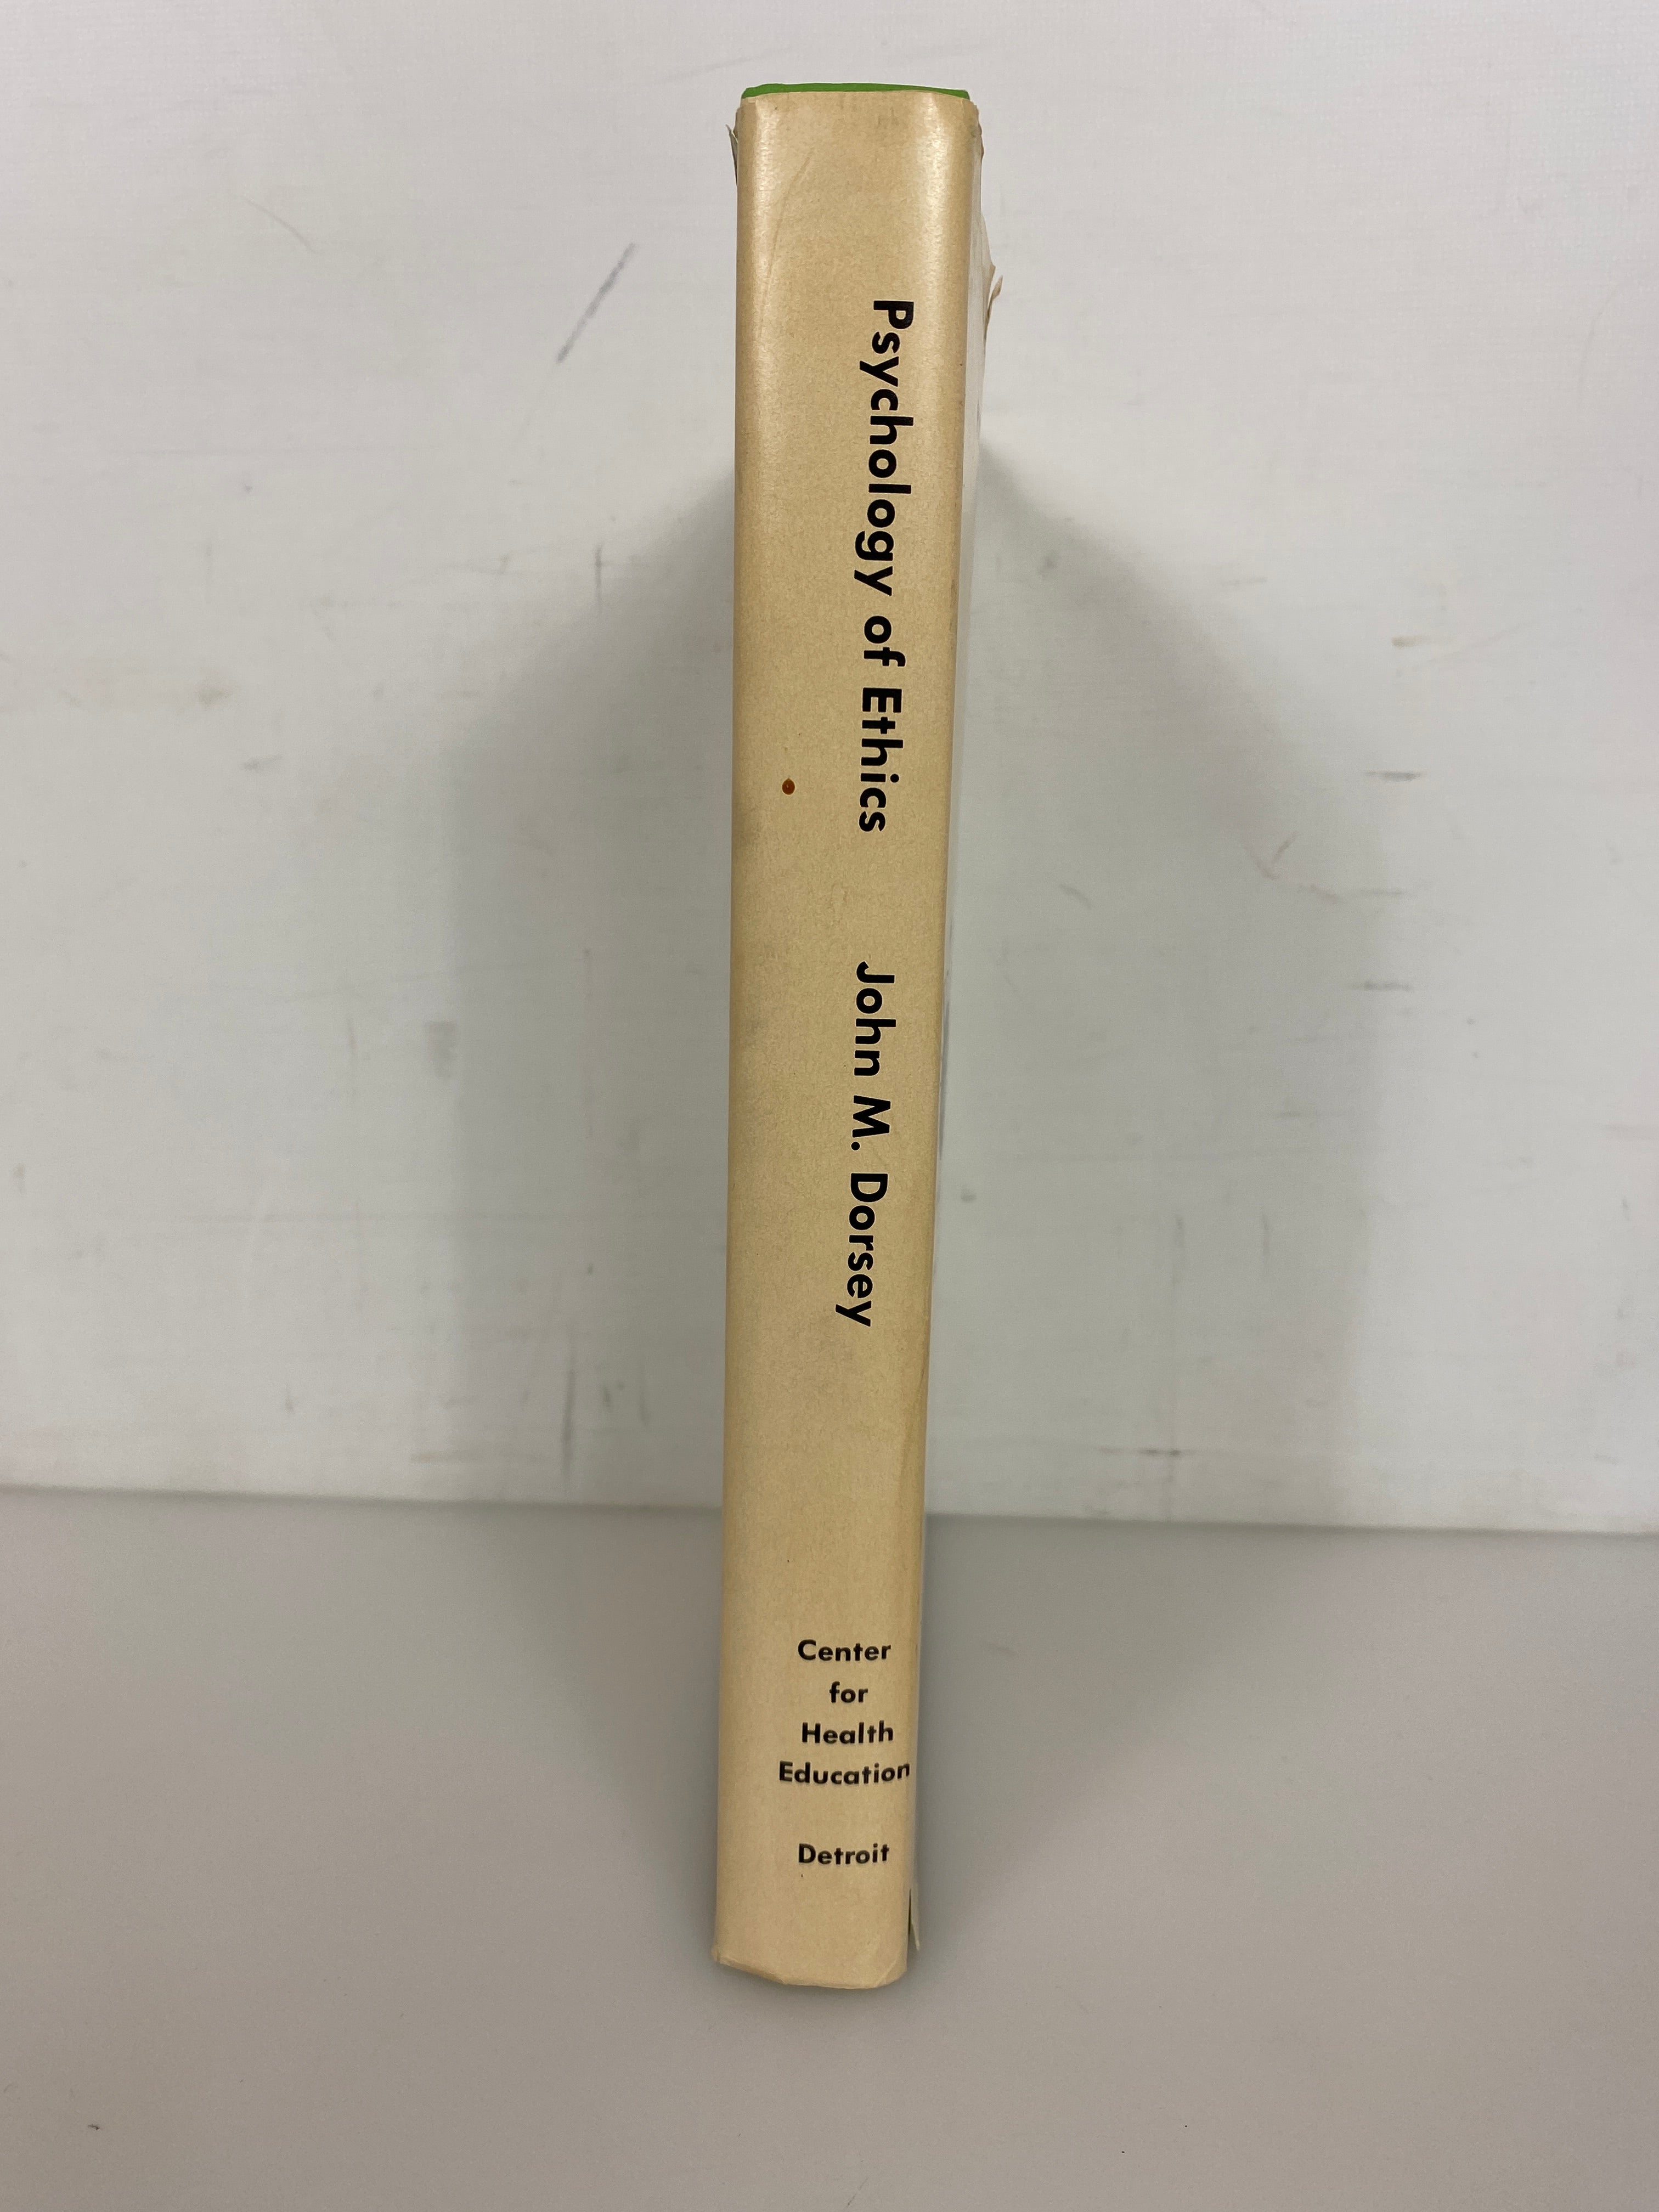 Psychology of Ethics
John M. Dorsey
Center
for
Health
Education
Detroit